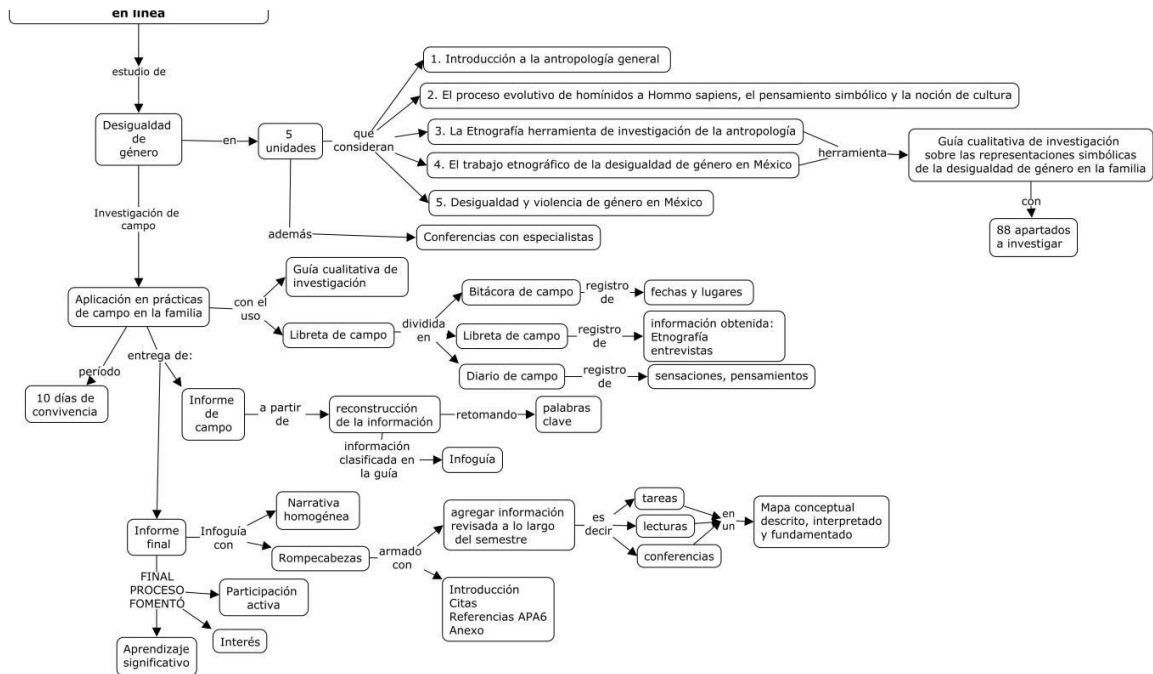 en línea
estudio de
Desigualdad
de
género
en
5
unidades
que
consideran
1. Introducción a la antropología general
2. El proceso evolutivo de homínidos a Hommo sapiens, el pensamiento simbólico y la noción de cultura
3. La Etnografía herramienta de investigación de la antropología
4. El trabajo etnográfico de la desigualdad de género en México
5. Desigualdad y violencia de género en México
herramienta
Guía cualitativa de investigación
sobre las representaciones simbólicas
de la desigualdad de género en la familia
con
88 apartados
a investigar
además
Conferencias con especialistas
Investigación de
campo
Aplicación en prácticas
de campo en la familia
con el
uso
Guía cualitativa de
investigación
Libreta de campo
dividida
en
Bitácora de campo
registro
de
fechas y lugares
Libreta de campo
registro
de
información obtenida:
Etnografía
entrevistas
Diario de campo
registro
de
sensaciones, pensamientos
período
10 días de
convivencia
entrega de:
Informe
de
campo
a partir
de
reconstrucción
de la información
retomando
palabras
clave
información
clasificada en
la guía
Infoguía
Informe
final
Infoguía
con
Narrativa
homogénea
Rompecabezas
armado
con
agregar información
revisada a lo largo
del semestre
es
decir
tareas
lecturas
conferencias
en
un
Mapa conceptual
descrito, interpretado
y fundamentado
Introducción
Citas
Referencias APA6
Anexo
FINAL
PROCESO
FOMENTÓ
Participación
activa
Interés
Aprendizaje
significativo